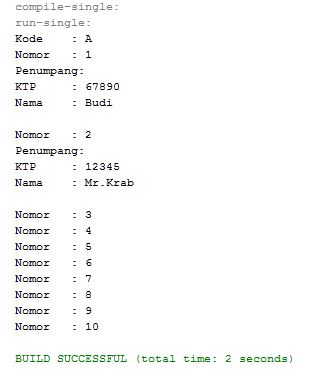 compile-single:
run-single:
Kode    : A
Nomor   : 1
Penumpang:
KTP     : 67890
Nama    : Budi

Nomor   : 2
Penumpang:
KTP     : 12345
Nama    : Mr.Krab

Nomor   : 3
Nomor   : 4
Nomor   : 5
Nomor   : 6
Nomor   : 7
Nomor   : 8
Nomor   : 9
Nomor   : 10

BUILD SUCCESSFUL (total time: 2 seconds)